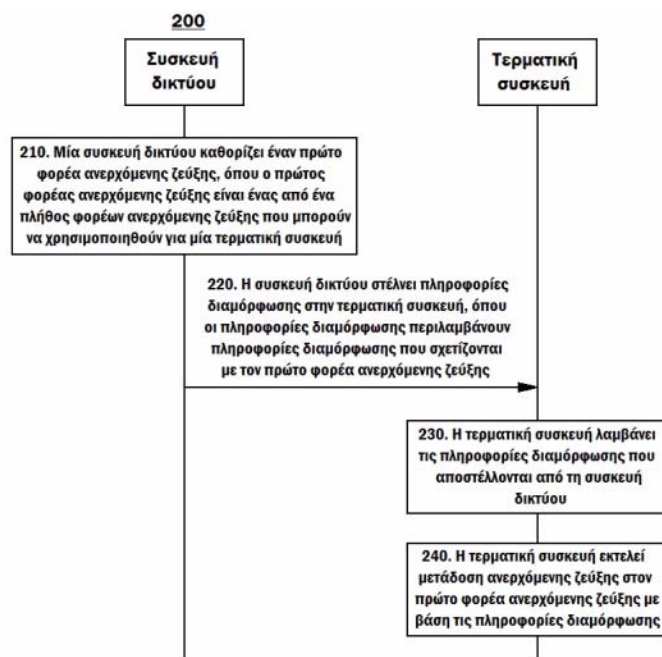 200
Συσκευή
δικτύου
Τερματική
συσκευή
210. Μία συσκευή δικτύου καθορίζει έναν πρώτο
φορέα ανερχόμενης ζεύξης, όπου ο πρώτος
φορέας ανερχόμενης ζεύξης είναι ένας από ένα
πλήθος φορέων ανερχόμενης ζεύξης που μπορούν
να χρησιμοποιηθούν για μία τερματική συσκευή
220. Η συσκευή δικτύου στέλνει πληροφορίες
διαμόρφωσης στην τερματική συσκευή, όπου
οι πληροφορίες διαμόρφωσης περιλαμβάνουν
πληροφορίες διαμόρφωσης που σχετίζονται
με τον πρώτο φορέα ανερχόμενης ζεύξης
230. Η τερματική συσκευή λαμβάνει
τις πληροφορίες διαμόρφωσης που
αποστέλλονται από τη συσκευή
δικτύου
240. Η τερματική συσκευή εκτελεί
μετάδοση ανερχόμενης ζεύξης στον
πρώτο φορέα ανερχόμενης ζεύξης με
βάση τις πληροφορίες διαμόρφωσης